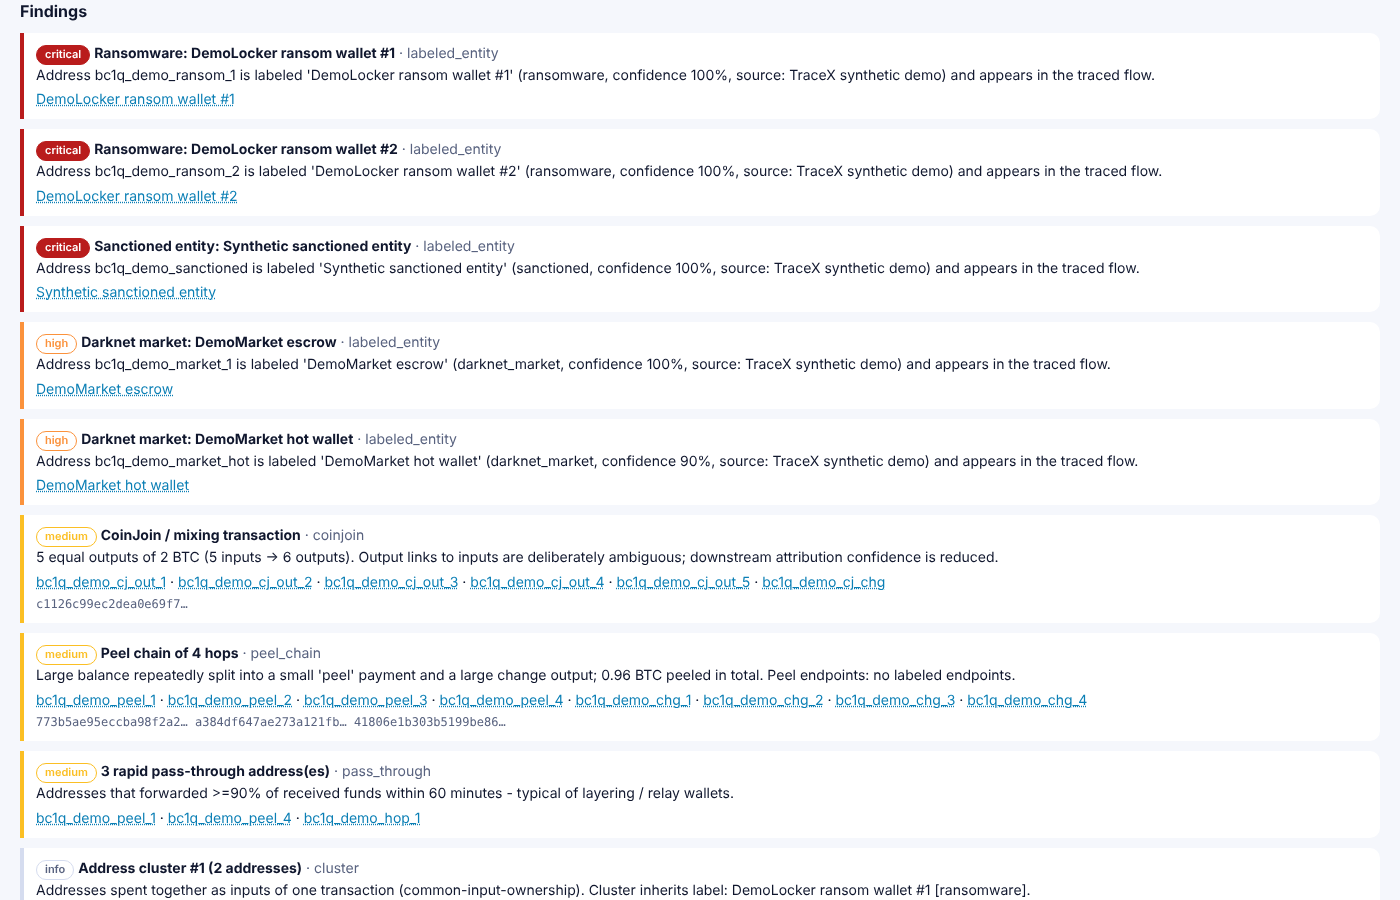 Findings
critical Ransomware: DemoLocker ransom wallet #1 · labeled_entity
Address bc1q_demo_ransom_1 is labeled 'DemoLocker ransom wallet #1' (ransomware, confidence 100%, source: TraceX synthetic demo) and appears in the traced flow.
DemoLocker ransom wallet #1
critical Ransomware: DemoLocker ransom wallet #2 · labeled_entity
Address bc1q_demo_ransom_2 is labeled 'DemoLocker ransom wallet #2' (ransomware, confidence 100%, source: TraceX synthetic demo) and appears in the traced flow.
DemoLocker ransom wallet #2
critical Sanctioned entity: Synthetic sanctioned entity · labeled_entity
Address bc1q_demo_sanctioned is labeled 'Synthetic sanctioned entity' (sanctioned, confidence 100%, source: TraceX synthetic demo) and appears in the traced flow.
Synthetic sanctioned entity
high Darknet market: DemoMarket escrow · labeled_entity
Address bc1q_demo_market_1 is labeled 'DemoMarket escrow' (darknet_market, confidence 100%, source: TraceX synthetic demo) and appears in the traced flow.
DemoMarket escrow
high Darknet market: DemoMarket hot wallet · labeled_entity
Address bc1q_demo_market_hot is labeled 'DemoMarket hot wallet' (darknet_market, confidence 90%, source: TraceX synthetic demo) and appears in the traced flow.
DemoMarket hot wallet
medium CoinJoin / mixing transaction · coinjoin
5 equal outputs of 2 BTC (5 inputs → 6 outputs). Output links to inputs are deliberately ambiguous; downstream attribution confidence is reduced.
bc1q_demo_cj_out_1 · bc1q_demo_cj_out_2 · bc1q_demo_cj_out_3 · bc1q_demo_cj_out_4 · bc1q_demo_cj_out_5 · bc1q_demo_cj_chg
c1126c99ec2dea0e69f7…
medium Peel chain of 4 hops · peel_chain
Large balance repeatedly split into a small 'peel' payment and a large change output; 0.96 BTC peeled in total. Peel endpoints: no labeled endpoints.
bc1q_demo_peel_1 · bc1q_demo_peel_2 · bc1q_demo_peel_3 · bc1q_demo_peel_4 · bc1q_demo_chg_1 · bc1q_demo_chg_2 · bc1q_demo_chg_3 · bc1q_demo_chg_4
773b5ae95eccba98f2a2… a384df647ae273a121fb… 41806e1b303b5199be86…
medium 3 rapid pass-through address(es) · pass_through
Addresses that forwarded >=90% of received funds within 60 minutes - typical of layering / relay wallets.
bc1q_demo_peel_1 · bc1q_demo_peel_4 · bc1q_demo_hop_1
info Address cluster #1 (2 addresses) · cluster
Addresses spent together as inputs of one transaction (common-input-ownership). Cluster inherits label: DemoLocker ransom wallet #1 [ransomware].